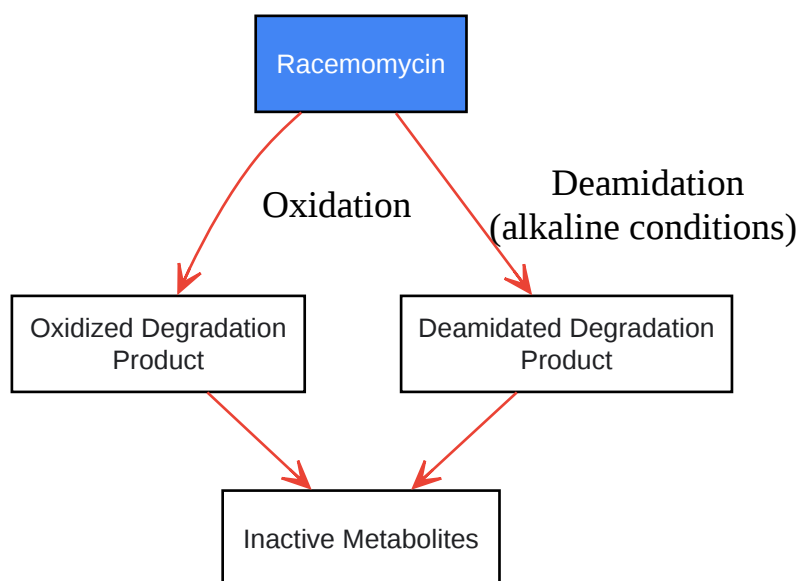 Racemomycin
Oxidation
Deamidation
(alkaline conditions)
Oxidized Degradation
Product
Deamidated Degradation
Product
Inactive Metabolites